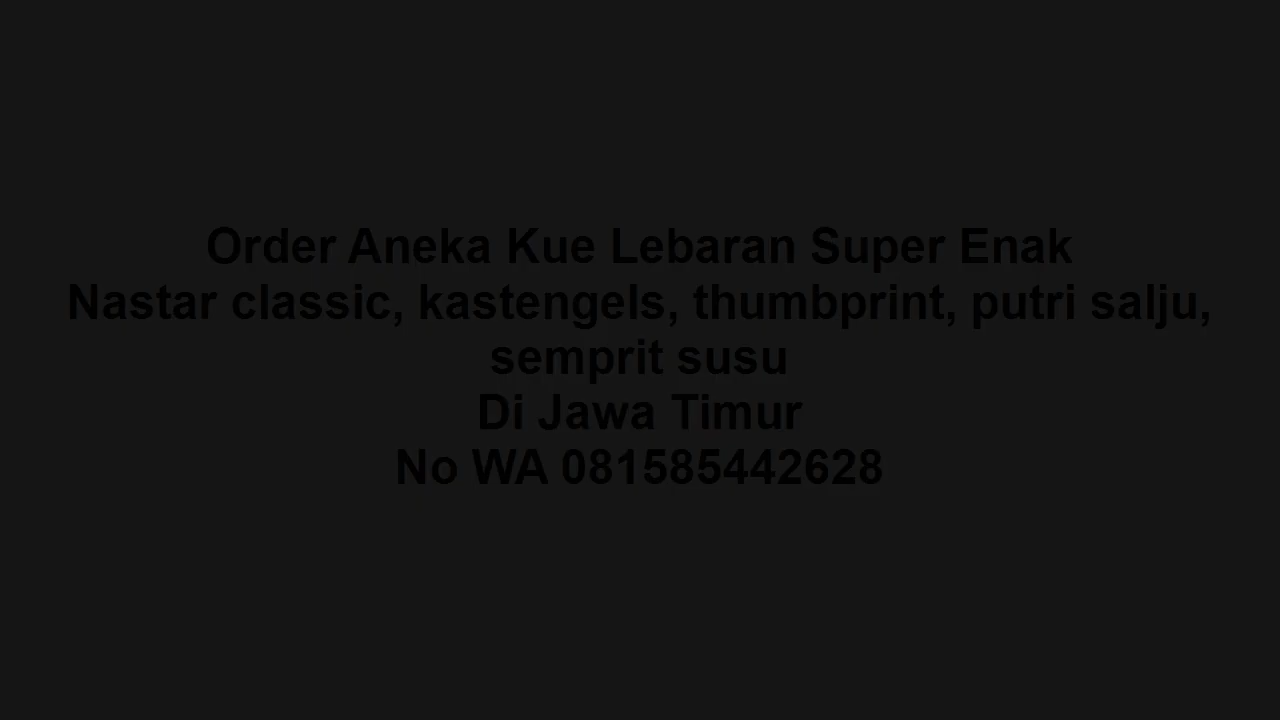 Order Aneka Kue Lebaran Super Enak
Nastar classic, kastengels, thumbprint, putri salju,
semprit susu
Di Jawa Timur
No WA 081585442628